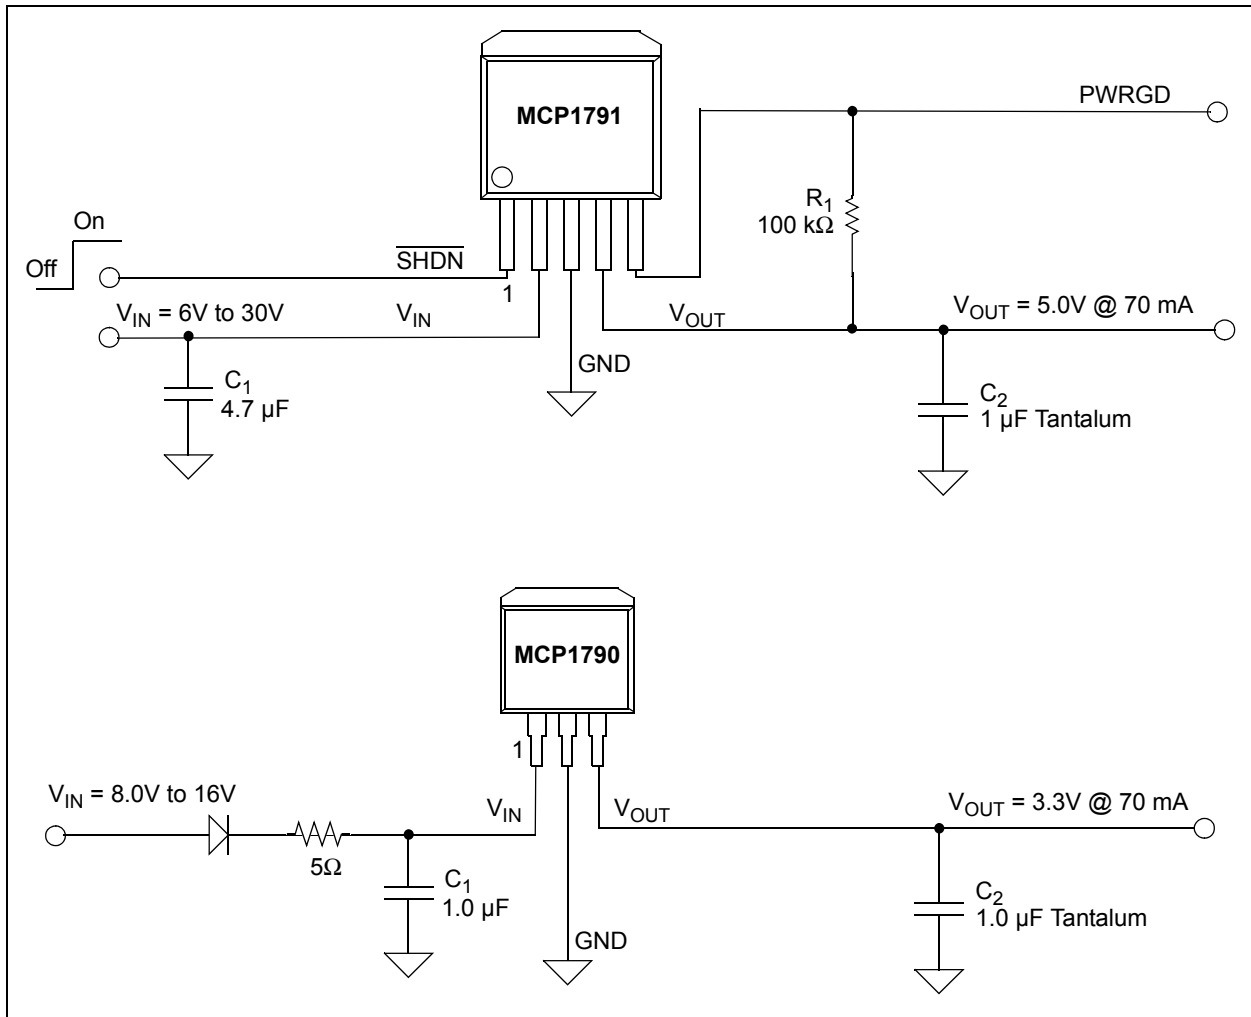 MCP1791
PWRGD
R1
100 kΩ
On
Off
SHDN
1
VIN = 6V to 30V
VIN
VOUT
VOUT = 5.0V @ 70 mA
GND
C1
4.7 µF
C2
1 µF Tantalum
MCP1790
1
VIN = 8.0V to 16V
VIN
VOUT
VOUT = 3.3V @ 70 mA
5Ω
C1
1.0 µF
GND
C2
1.0 µF Tantalum